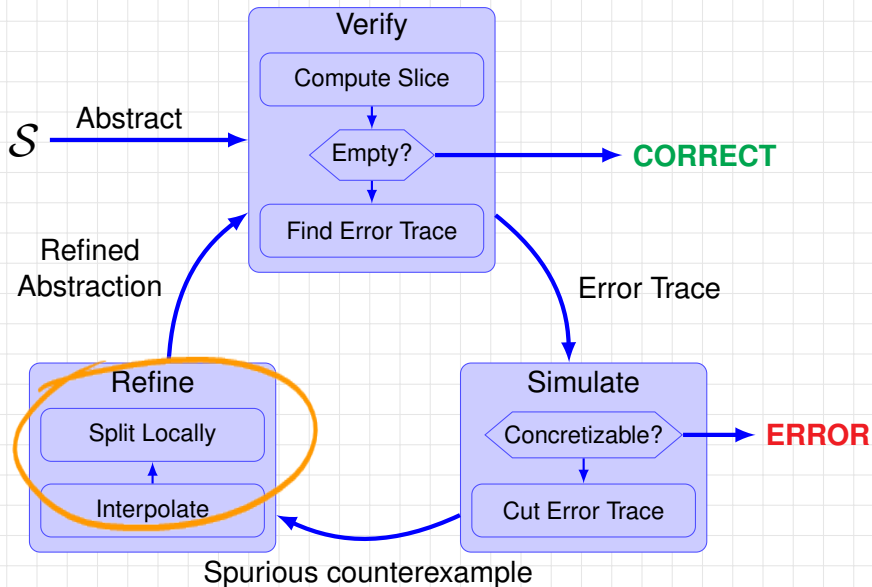 Verify
Compute Slice
Abstract
𝒮
Empty?
CORRECT
Find Error Trace
Refined
Abstraction
Error Trace
Refine
Simulate
Split Locally
Concretizable?
ERROR
Interpolate
Cut Error Trace
Spurious counterexample